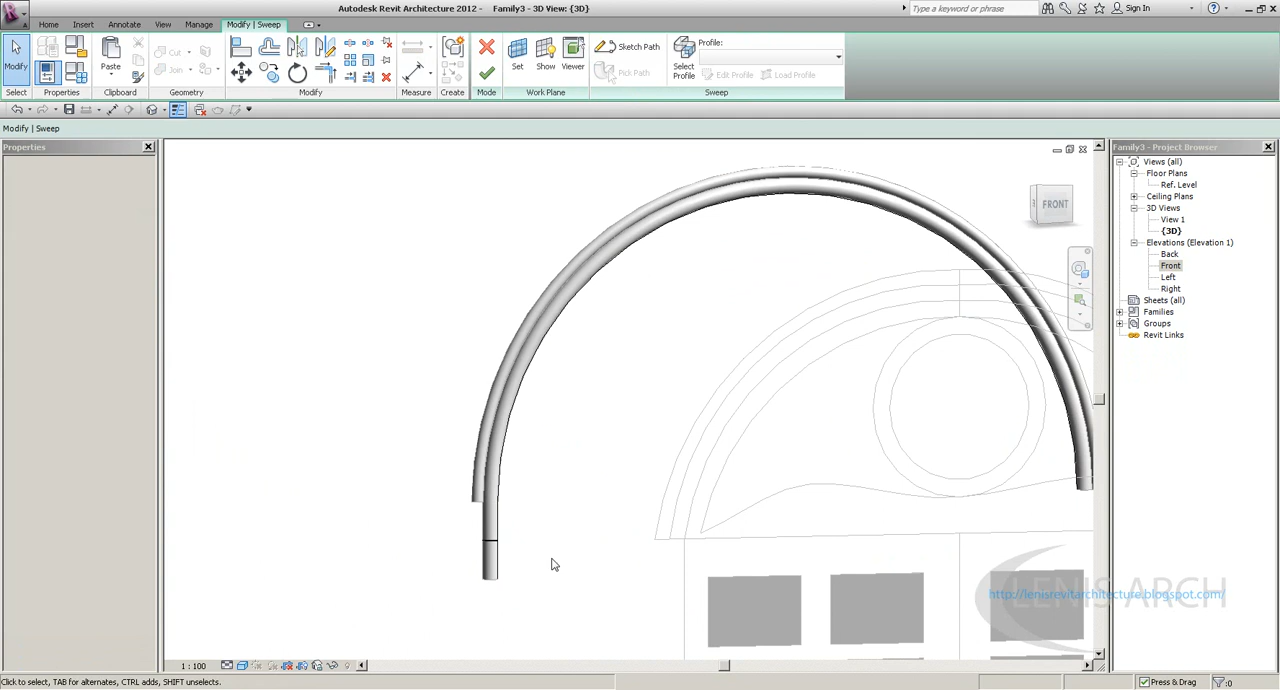 Autodesk Revit Architecture 2012 -    Family3 - 3D View: {3D}
Type a keyword or phrase
Sign In
Home
Insert
Annotate
View
Manage
Modify | Sweep
Modify
Paste
Cut
Join
Set
Show
Viewer
Sketch Path
Pick Path
Select
Profile
Profile:
Edit Profile
Load Profile
Select
Properties
Clipboard
Geometry
Modify
Measure
Create
Mode
Work Plane
Sweep
Modify | Sweep
Properties
FRONT
Family3 - Project Browser
Views (all)
Floor Plans
Ref. Level
Ceiling Plans
3D Views
View 1
{3D}
Elevations (Elevation 1)
Back
Front
Left
Right
Sheets (all)
Families
Groups
Revit Links
LENIS ARCH
http://lenisrevitarchitecture.blogspot.com/
1 : 100
Click to select, TAB for alternates, CTRL adds, SHIFT unselects.
Press & Drag
:0